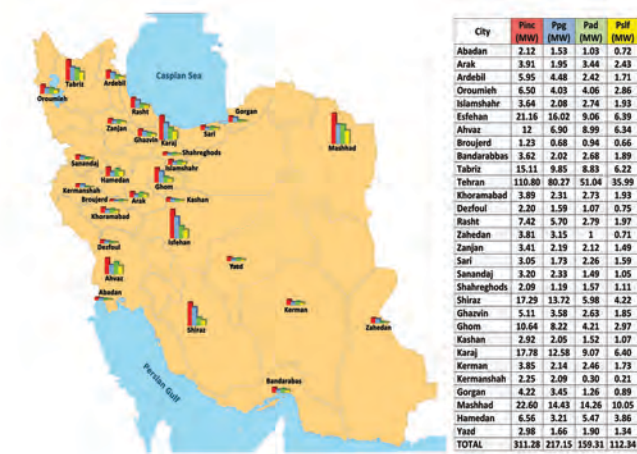 Caspian Sea
Tabriz
Ardebil
Oroumieh
Rasht
Gorgan
Zanjan
Ghazvin
Karaj
Sari
Mashhad
Shahreghods
Sanandaj
Islamshahr
Hamedan
Ghom
Kermanshah
Broujerd
Arak
Kashan
Khoramabad
Isfehan
Dezfoul
Yazd
Ahvaz
Abadan
Kerman
Shiraz
Zahedan
Persian Gulf
Bandarabas
City Pinc (MW) Ppg (MW) Pad (MW) Pslf (MW)
Abadan 2.12 1.53 1.03 0.72
Arak 3.91 1.95 3.44 2.43
Ardebil 5.95 4.48 2.42 1.71
Oroumieh 6.50 4.03 4.06 2.86
Islamshahr 3.64 2.08 2.74 1.93
Esfehan 21.16 16.02 9.06 6.39
Ahvaz 12 6.90 8.99 6.34
Broujerd 1.23 0.68 0.94 0.66
Bandarabbas 3.62 2.02 2.68 1.89
Tabriz 15.11 9.85 8.83 6.22
Tehran 110.80 80.27 51.04 35.99
Khoramabad 3.89 2.31 2.73 1.93
Dezfoul 2.20 1.59 1.07 0.75
Rasht 7.42 5.70 2.79 1.97
Zahedan 3.81 3.15 1 0.71
Zanjan 3.41 2.19 2.12 1.49
Sari 3.05 1.73 2.26 1.59
Sanandaj 3.20 2.33 1.49 1.05
Shahreghods 2.09 1.19 1.57 1.11
Shiraz 17.29 13.72 5.98 4.22
Ghazvin 5.11 3.58 2.63 1.85
Ghom 10.64 8.22 4.21 2.97
Kashan 2.92 2.05 1.52 1.07
Karaj 17.78 12.58 9.07 6.40
Kerman 3.85 2.14 2.46 1.73
Kermanshah 2.25 2.09 0.30 0.21
Gorgan 4.22 3.45 1.26 0.89
Mashhad 22.60 14.43 14.26 10.05
Hamedan 6.56 3.21 5.47 3.86
Yazd 2.98 1.66 1.90 1.34
TOTAL 311.28 217.15 159.31 112.34